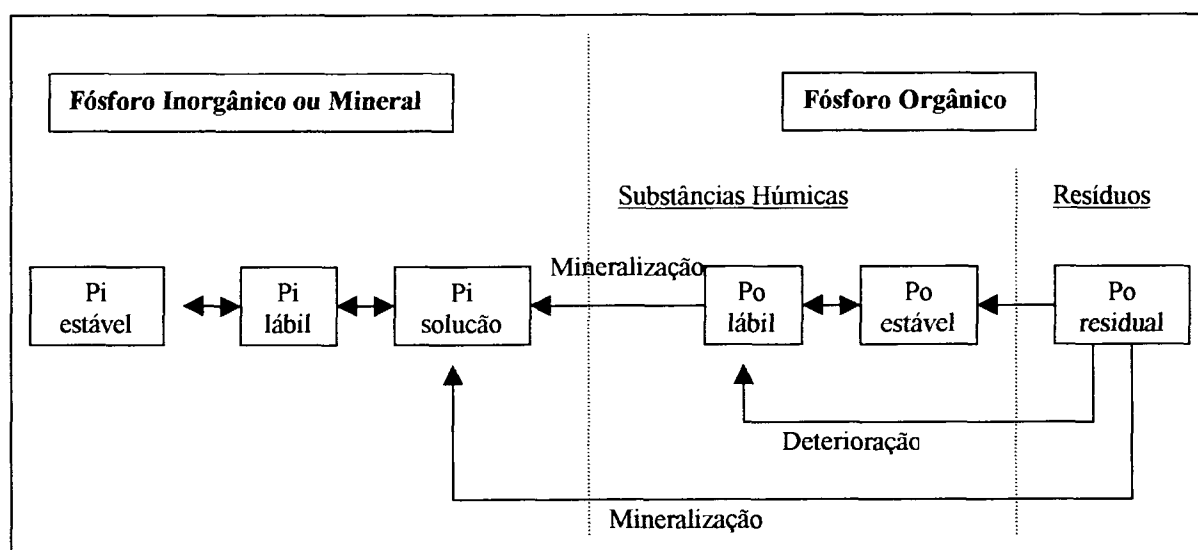 Fósforo Inorgânico ou Mineral
Fósforo Orgânico
Substâncias Húmicas
Resíduos
Mineralização
Pi
estável
Pi
lábil
Pi
solucão
Po
lábil
Po
estável
Po
residual
Deterioração
Mineralização